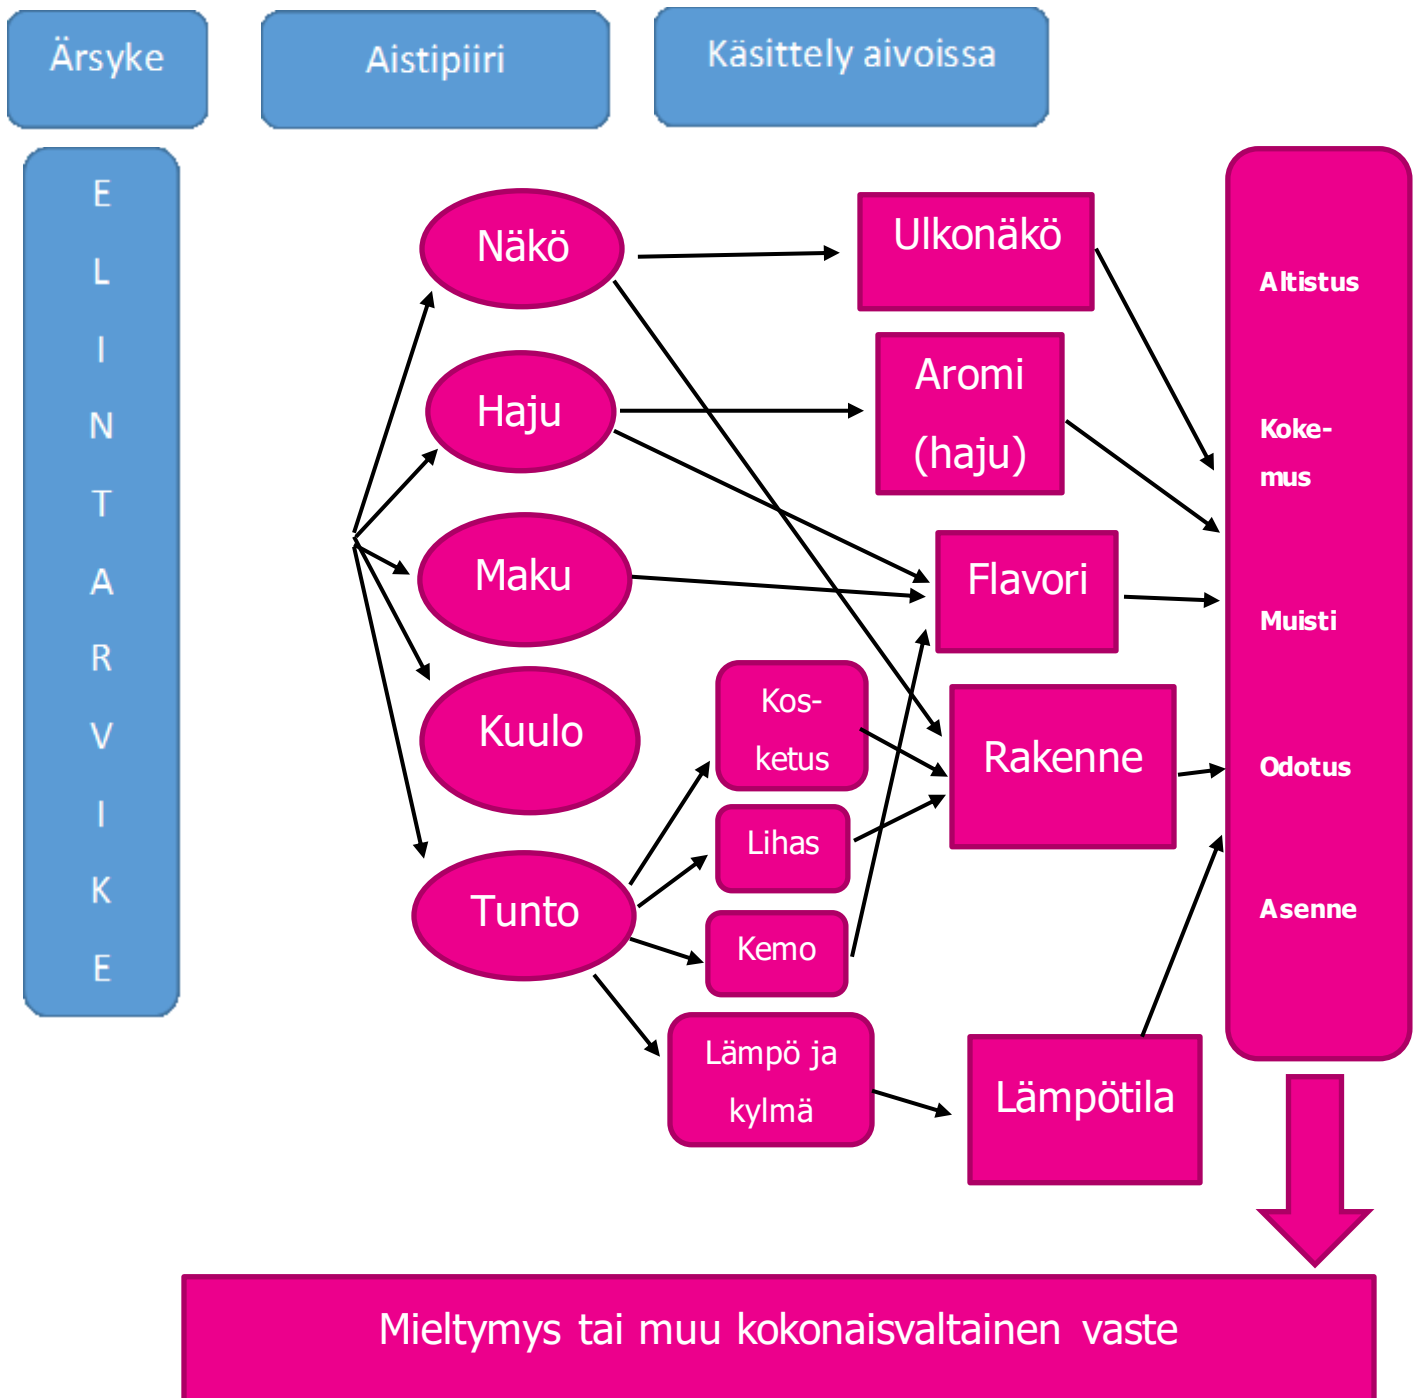 Ärsyke
Aistipiiri
Käsittely aivoissa
E
L
I
N
T
A
R
V
I
K
E
Näkö
Haju
Maku
Kuulo
Tunto
Kos-
ketus
Lihas
Kemo
Lämpö ja
kylmä
Ulkonäkö
Aromi
(haju)
Flavori
Rakenne
Lämpötila
Altistus
Koke-
mus
Muisti
Odotus
Asenne
Mieltymys tai muu kokonaisvaltainen vaste